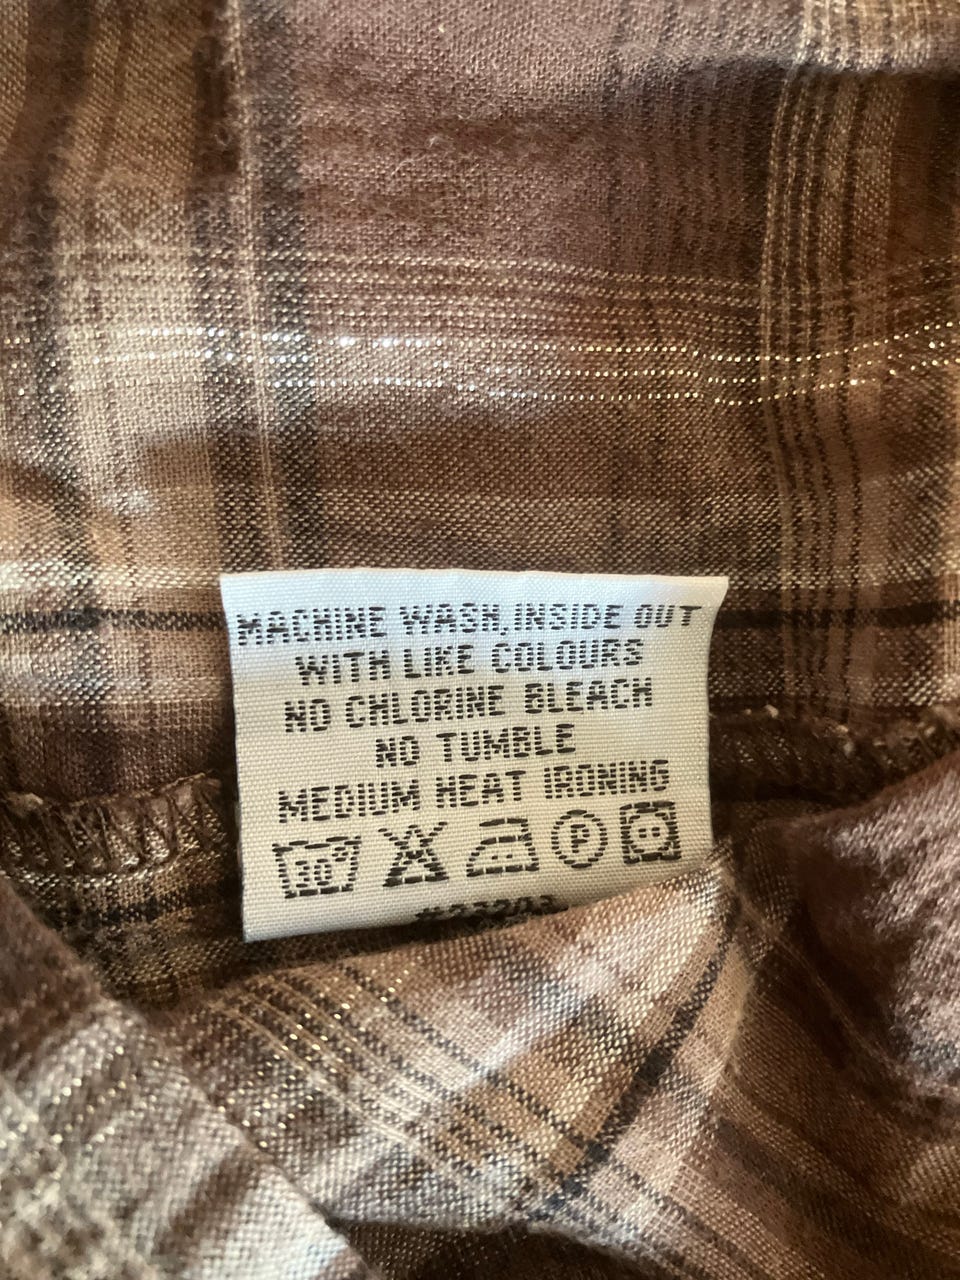 MACHINE WASH, INSIDE OUT
WITH LIKE COLOURS
NO CHLORINE BLEACH
NO TUMBLE
MEDIUM HEAT IRONING
30° P